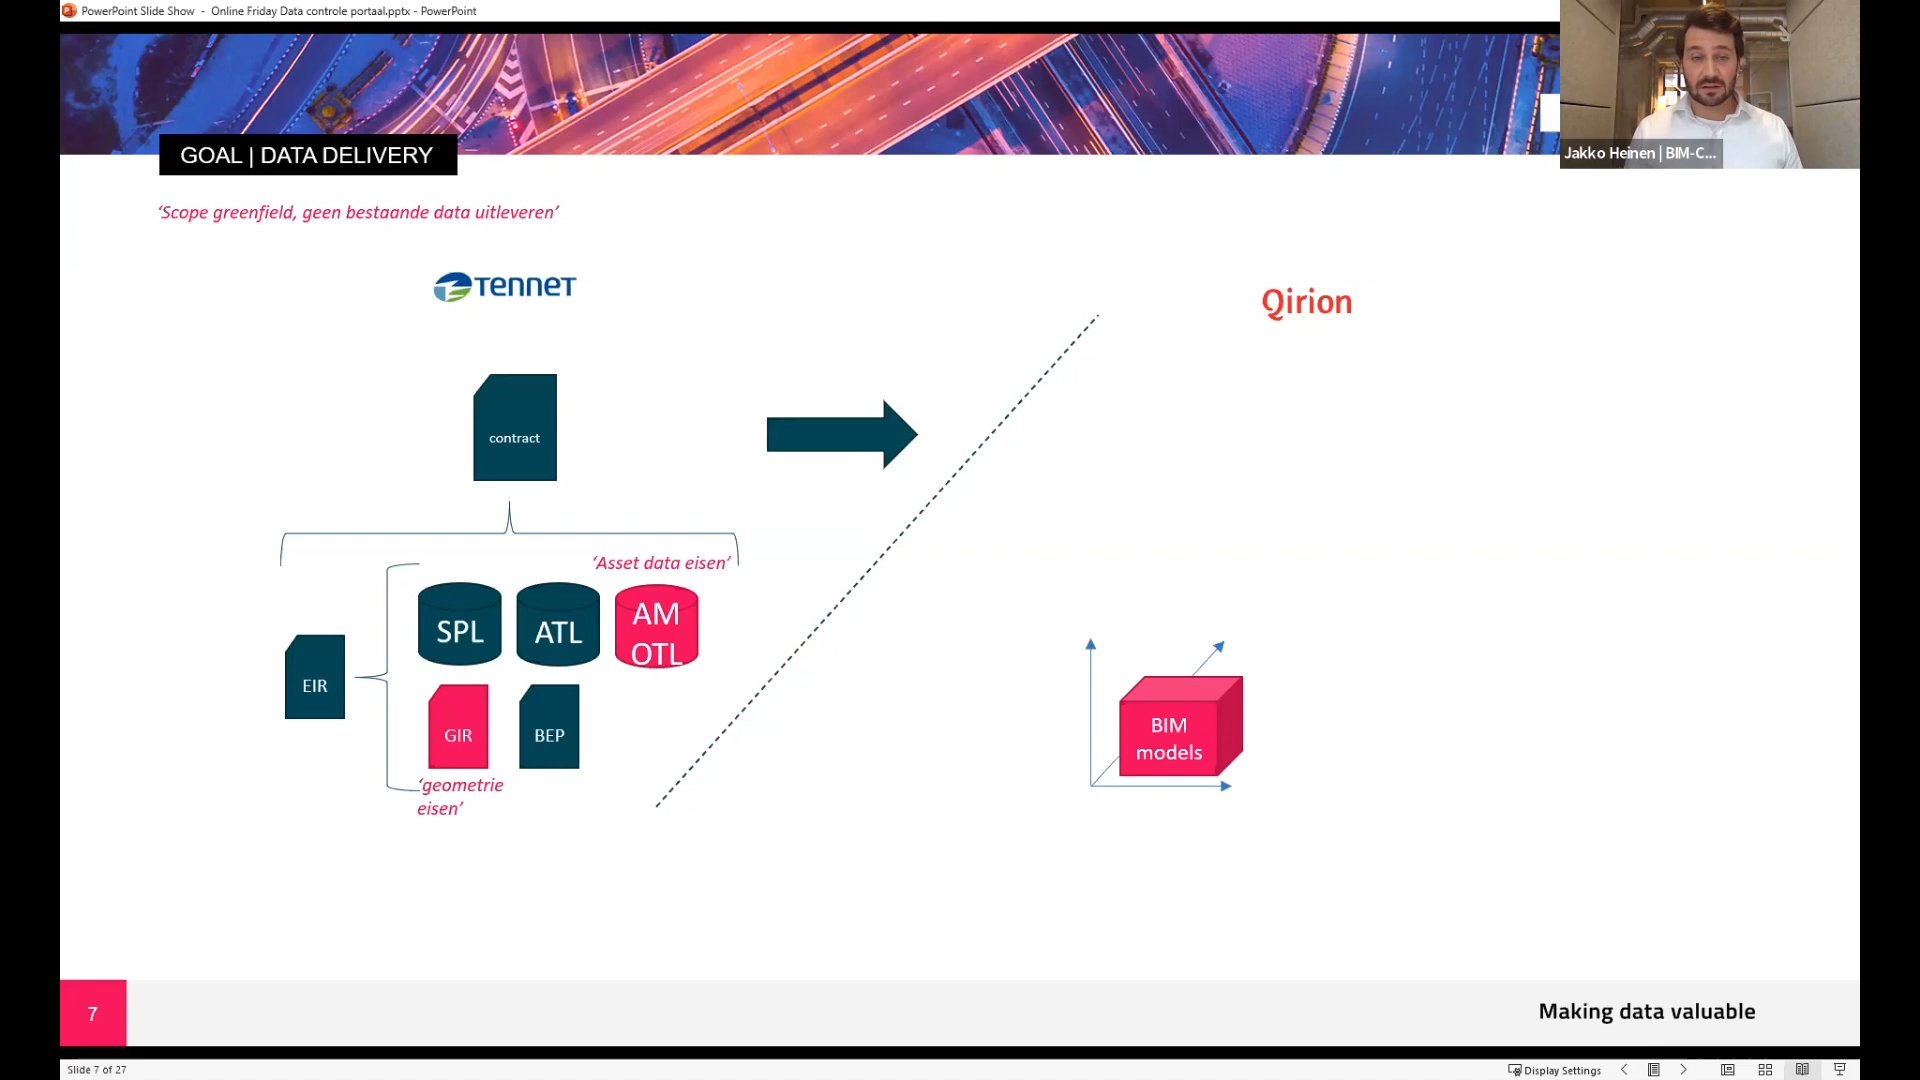 PowerPoint Slide Show - Online Friday Data controle portaal.pptx - PowerPoint
Jakko Heinen | BIM-C...
GOAL | DATA DELIVERY
‘Scope greenfield, geen bestaande data uitleveren’
TenneT
Qirion
contract
‘Asset data eisen’
SPL
ATL
AM
OTL
EIR
GIR
BEP
‘geometrie
eisen’
BIM
models
7
Making data valuable
Slide 7 of 27
Display Settings